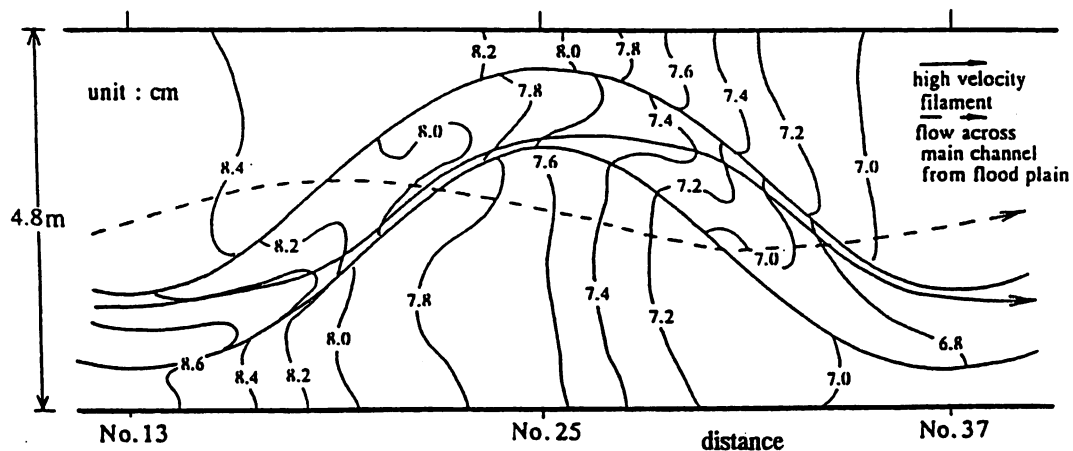 8.2
8.0
7.8
7.6
7.4
7.2
7.0
unit : cm
high velocity
filament
flow across
main channel
from flood plain
8.4
8.0
7.8
7.4
7.6
7.2
4.8m
8.2
7.0
8.6
8.4
8.2
8.0
7.8
7.4
7.2
7.0
6.8
No.13
No.25
distance
No.37